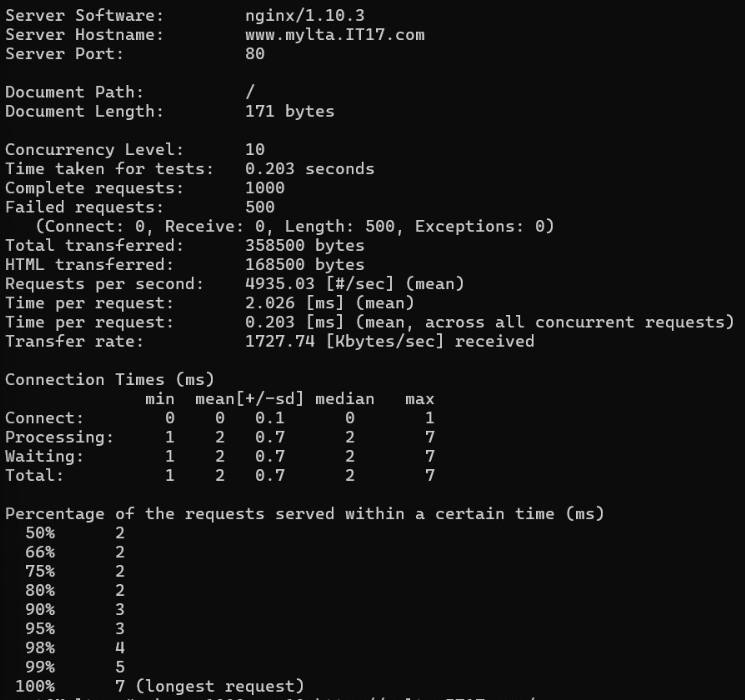 Server Software: nginx/1.10.3
Server Hostname: www.mylta.IT17.com
Server Port: 80
Document Path: /
Document Length: 171 bytes
Concurrency Level: 10
Time taken for tests: 0.203 seconds
Complete requests: 1000
Failed requests: 500
(Connect: 0, Receive: 0, Length: 500, Exceptions: 0)
Total transferred: 358500 bytes
HTML transferred: 168500 bytes
Requests per second: 4935.03 [#/sec] (mean)
Time per request: 2.026 [ms] (mean)
Time per request: 0.203 [ms] (mean, across all concurrent requests)
Transfer rate: 1727.74 [Kbytes/sec] received
Connection Times (ms)
min mean[+/-sd] median max
Connect: 0 0 0.1 0 1
Processing: 1 2 0.7 2 7
Waiting: 1 2 0.7 2 7
Total: 1 2 0.7 2 7
Percentage of the requests served within a certain time (ms)
50% 2
66% 2
75% 2
80% 2
90% 3
95% 3
98% 4
99% 5
100% 7 (longest request)